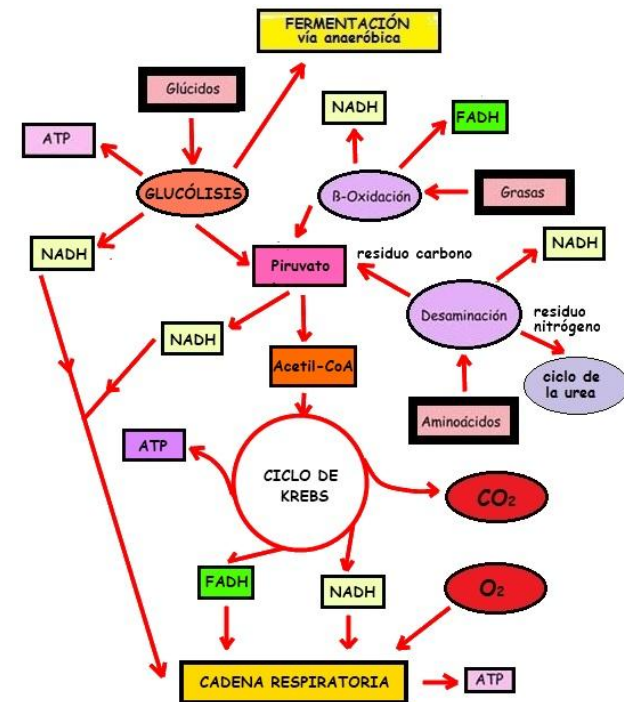 FERMENTACIÓN
vía anaeróbica
Glúcidos
NADH
FADH
ATP
GLUCÓLISIS
ß-Oxidación
Grasas
NADH
NADH
Piruvato
residuo carbono
Desaminación
residuo
nitrógeno
NADH
Acetil-CoA
ciclo de
la urea
Aminoácidos
ATP
CICLO DE
KREBS
CO₂
FADH
NADH
O₂
CADENA RESPIRATORIA
ATP